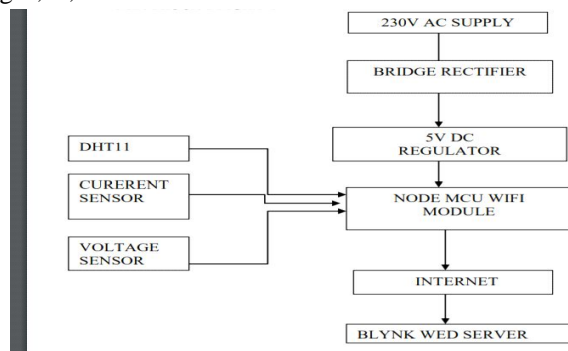 230V AC SUPPLY
BRIDGE RECTIFIER
5V DC
REGULATOR
DHT11
CURERENT
SENSOR
NODE MCU WIFI
MODULE
VOLTAGE
SENSOR
INTERNET
BLYNK WED SERVER